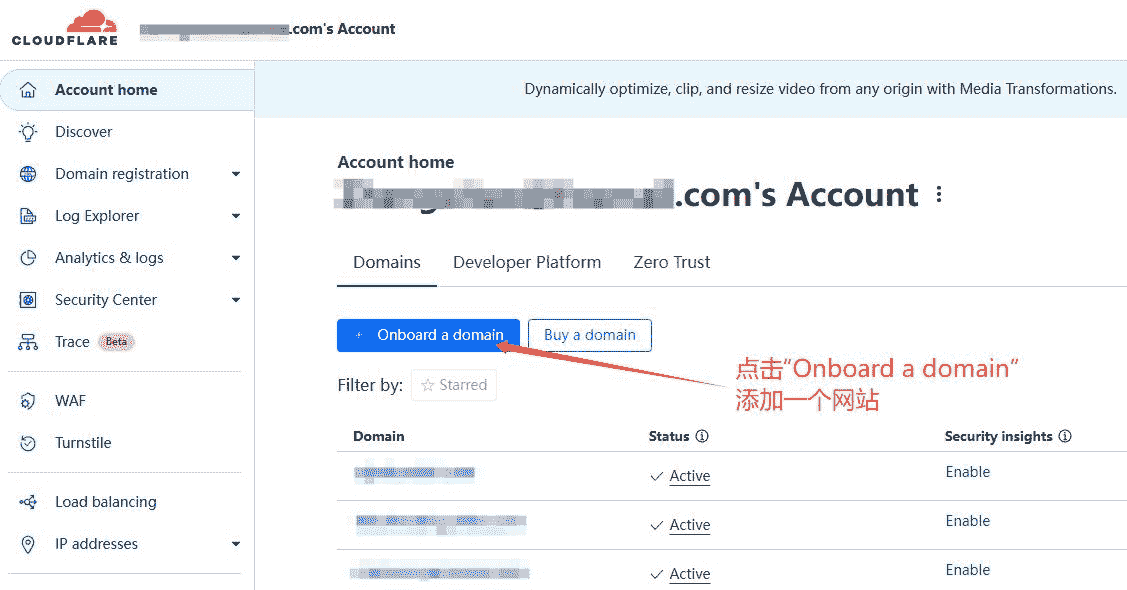 CLOUDFLARE
.com's Account
Account home
Discover
Domain registration
Log Explorer
Analytics & logs
Security Center
Trace Beta
WAF
Turnstile
Load balancing
IP addresses
Dynamically optimize, clip, and resize video from any origin with Media Transformations.
Account home
.com's Account
Domains Developer Platform Zero Trust
+ Onboard a domain Buy a domain
点击“Onboard a domain”
添加一个网站
Filter by: ☆ Starred
Domain Status Security insights
Active Enable
Active Enable
Active Enable